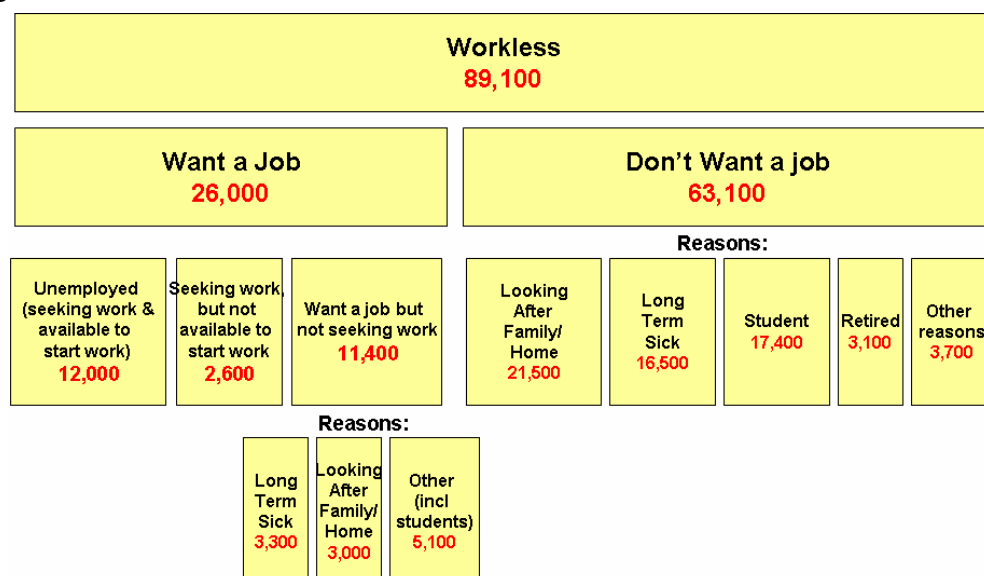 Workless
89,100
Want a Job
26,000
Don't Want a job
63,100
Reasons:
Unemployed
(seeking work &
available to
start work)
12,000
Seeking work,
but not
available to
start work
2,600
Want a job but
not seeking work
11,400
Looking
After
Family/
Home
21,500
Long
Term
Sick
16,500
Student
17,400
Retired
3,100
Other
reasons
3,700
Reasons:
Long
Term
Sick
3,300
Looking
After
Family/
Home
3,000
Other
(incl
students)
5,100